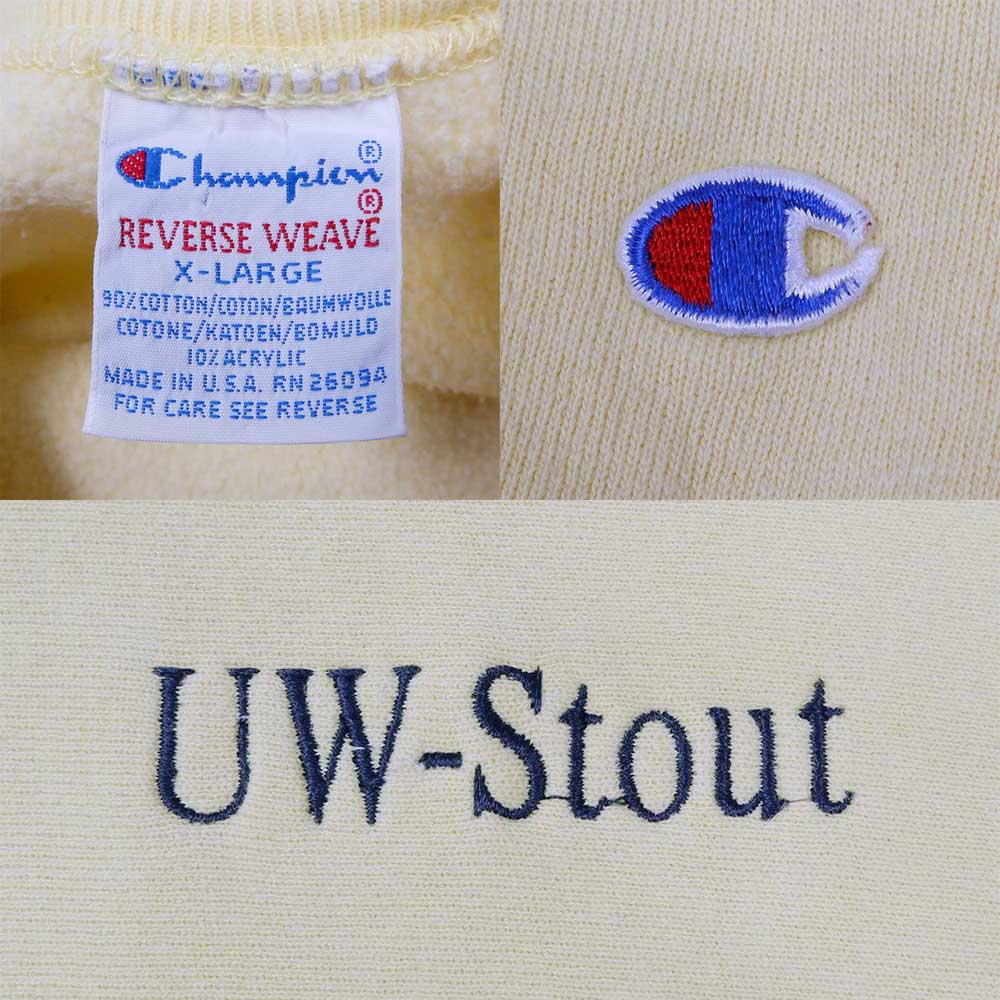 Champion®
REVERSE WEAVE®
X-LARGE
90% COTTON/COTON/BAUMWOLLE
COTONE/KATOEN/BOMULD
10% ACRYLIC
MADE IN U.S.A. RN 26094
FOR CARE SEE REVERSE
UW-Stout